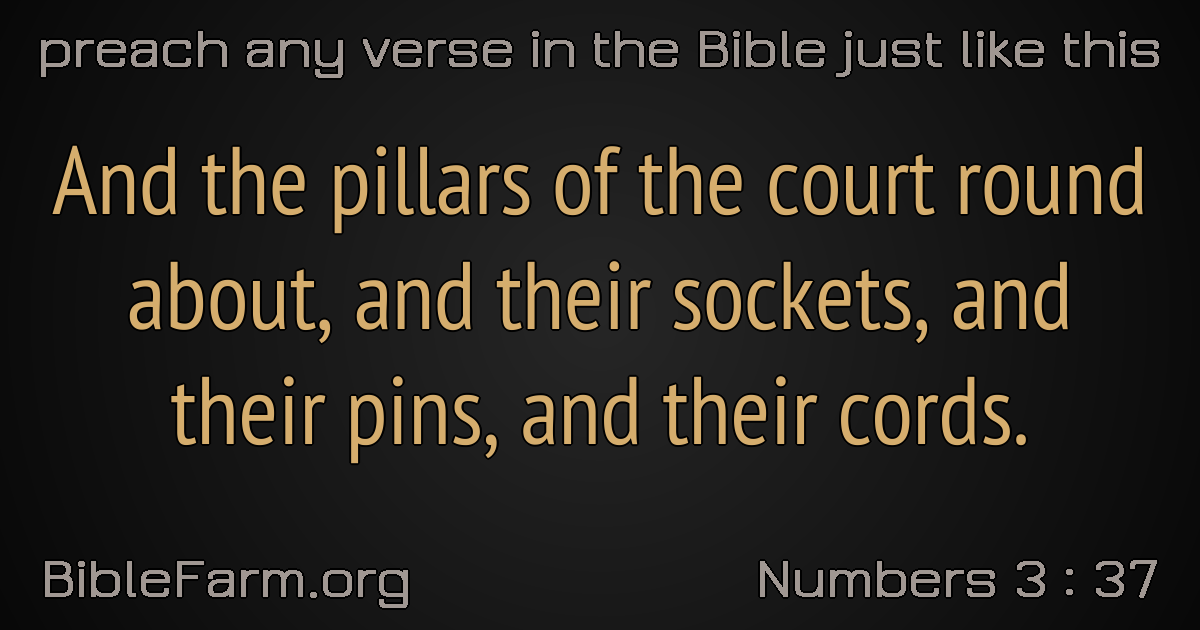 preach any verse in the Bible just like this
And the pillars of the court round
about, and their sockets, and
their pins, and their cords.
BibleFarm.org
Numbers 3 : 37